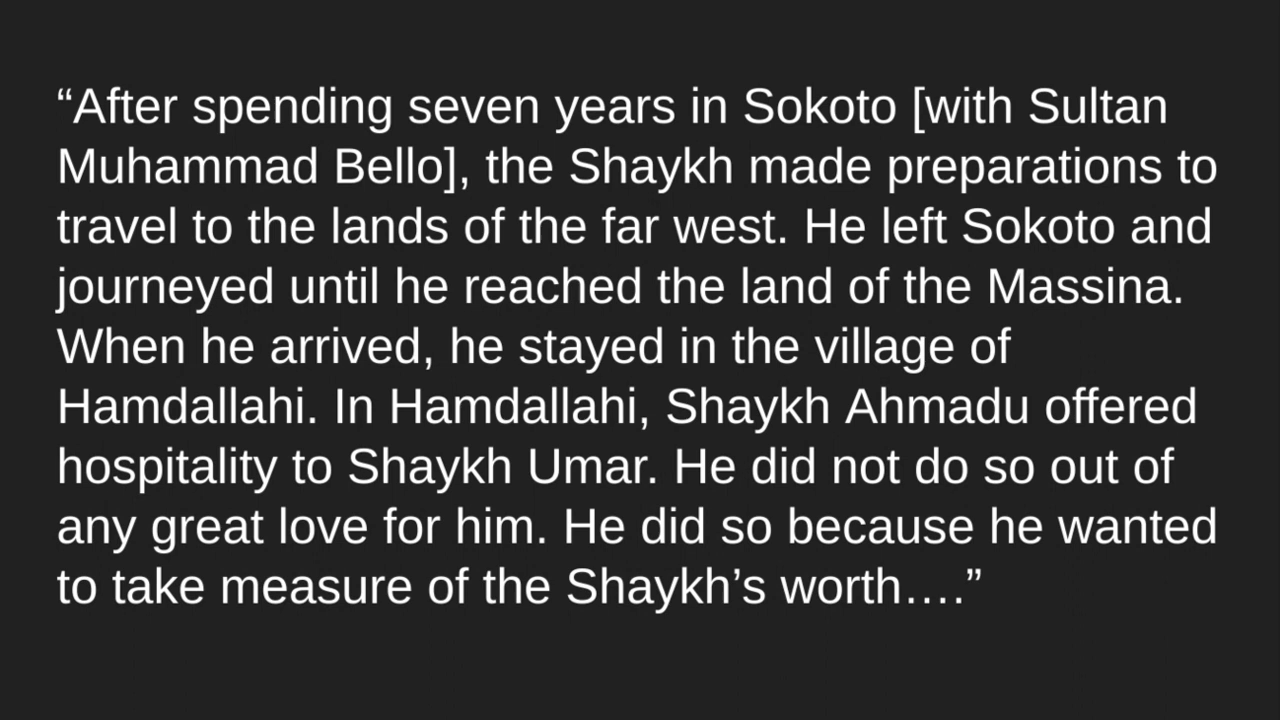 “After spending seven years in Sokoto [with Sultan
Muhammad Bello], the Shaykh made preparations to
travel to the lands of the far west. He left Sokoto and
journeyed until he reached the land of the Massina.
When he arrived, he stayed in the village of
Hamdallahi. In Hamdallahi, Shaykh Ahmadu offered
hospitality to Shaykh Umar. He did not do so out of
any great love for him. He did so because he wanted
to take measure of the Shaykh’s worth….”